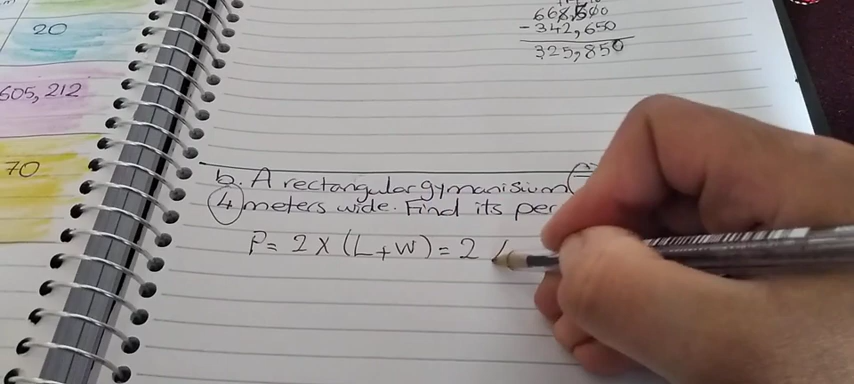 20
605,212
70
668,500
-342,650
325,850
b. A rectangular gymanisium
4 meters wide. Find its per
P= 2 X (L+W) = 2